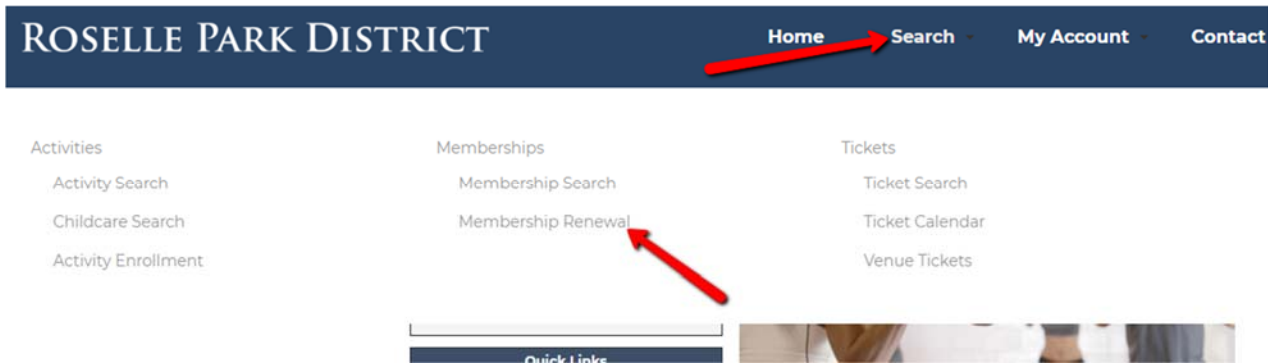 ROSELLE PARK DISTRICT
Home Search My Account Contact
Activities
Activity Search
Childcare Search
Activity Enrollment
Memberships
Membership Search
Membership Renewal
Tickets
Ticket Search
Ticket Calendar
Venue Tickets
Quick Links